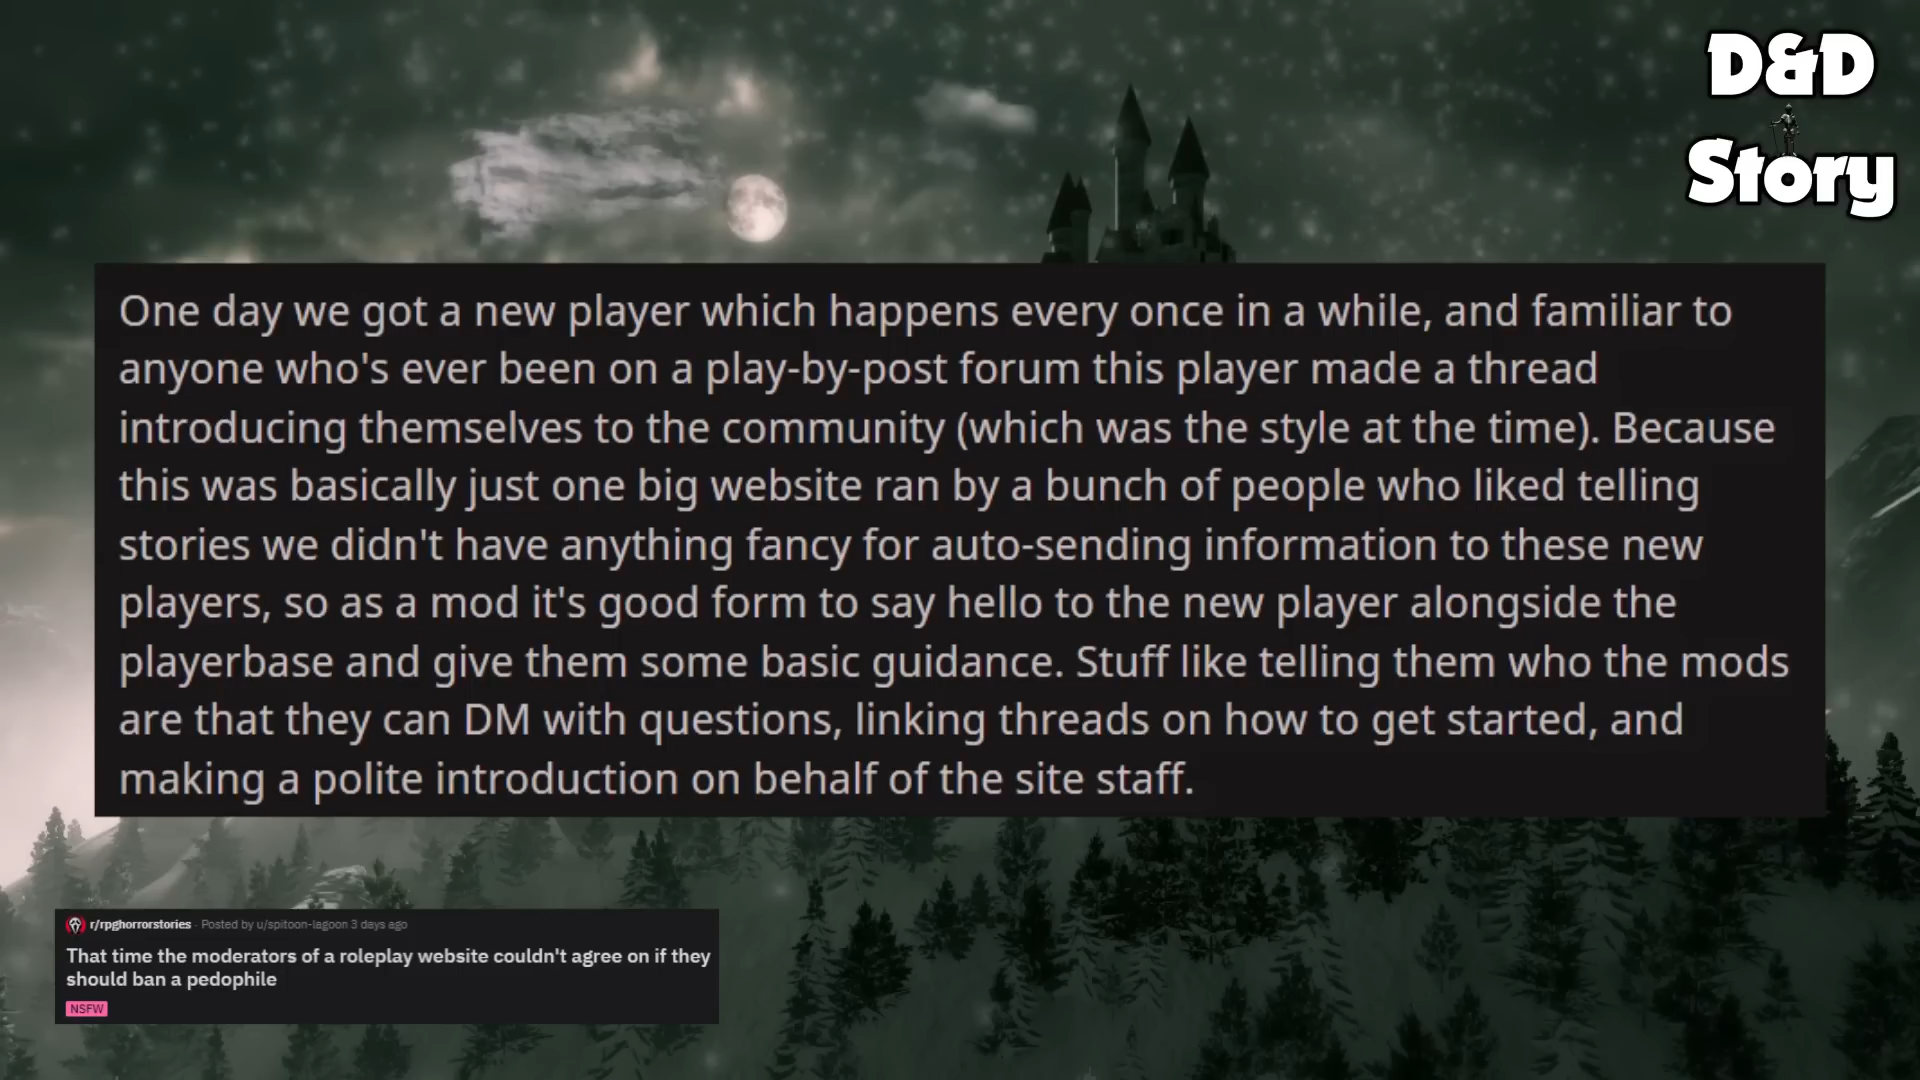 D&D
Story
One day we got a new player which happens every once in a while, and familiar to
anyone who's ever been on a play-by-post forum this player made a thread
introducing themselves to the community (which was the style at the time). Because
this was basically just one big website ran by a bunch of people who liked telling
stories we didn't have anything fancy for auto-sending information to these new
players, so as a mod it's good form to say hello to the new player alongside the
playerbase and give them some basic guidance. Stuff like telling them who the mods
are that they can DM with questions, linking threads on how to get started, and
making a polite introduction on behalf of the site staff.
r/rpghorrorstories · Posted by u/spitoon-lagoon 3 days ago
That time the moderators of a roleplay website couldn't agree on if they
should ban a pedophile
NSFW